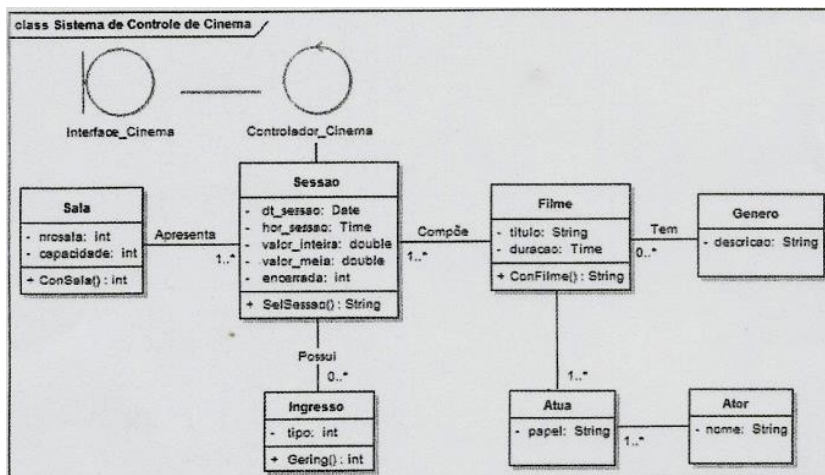 class Sistema de Controle de Cinema
Interface_Cinema
Controlador_Cinema
Sala
- nrosala: int
- capacidade: int
+ ConSala() : int
Apresenta
1..*
Sessao
- dt_sessao: Date
- hor_sessao: Time
- valor_inteira: double
- valor_meia: double
- encerrada: int
+ SelSessao() : String
Compõe
1..*
Filme
- titulo: String
- duracao: Time
+ ConFilme() : String
Tem
0..*
Genero
- descricao: String
Possui
0..*
Ingresso
- tipo: int
+ Gering() : int
1..*
Atua
- papel: String
1..*
Ator
- nome: String